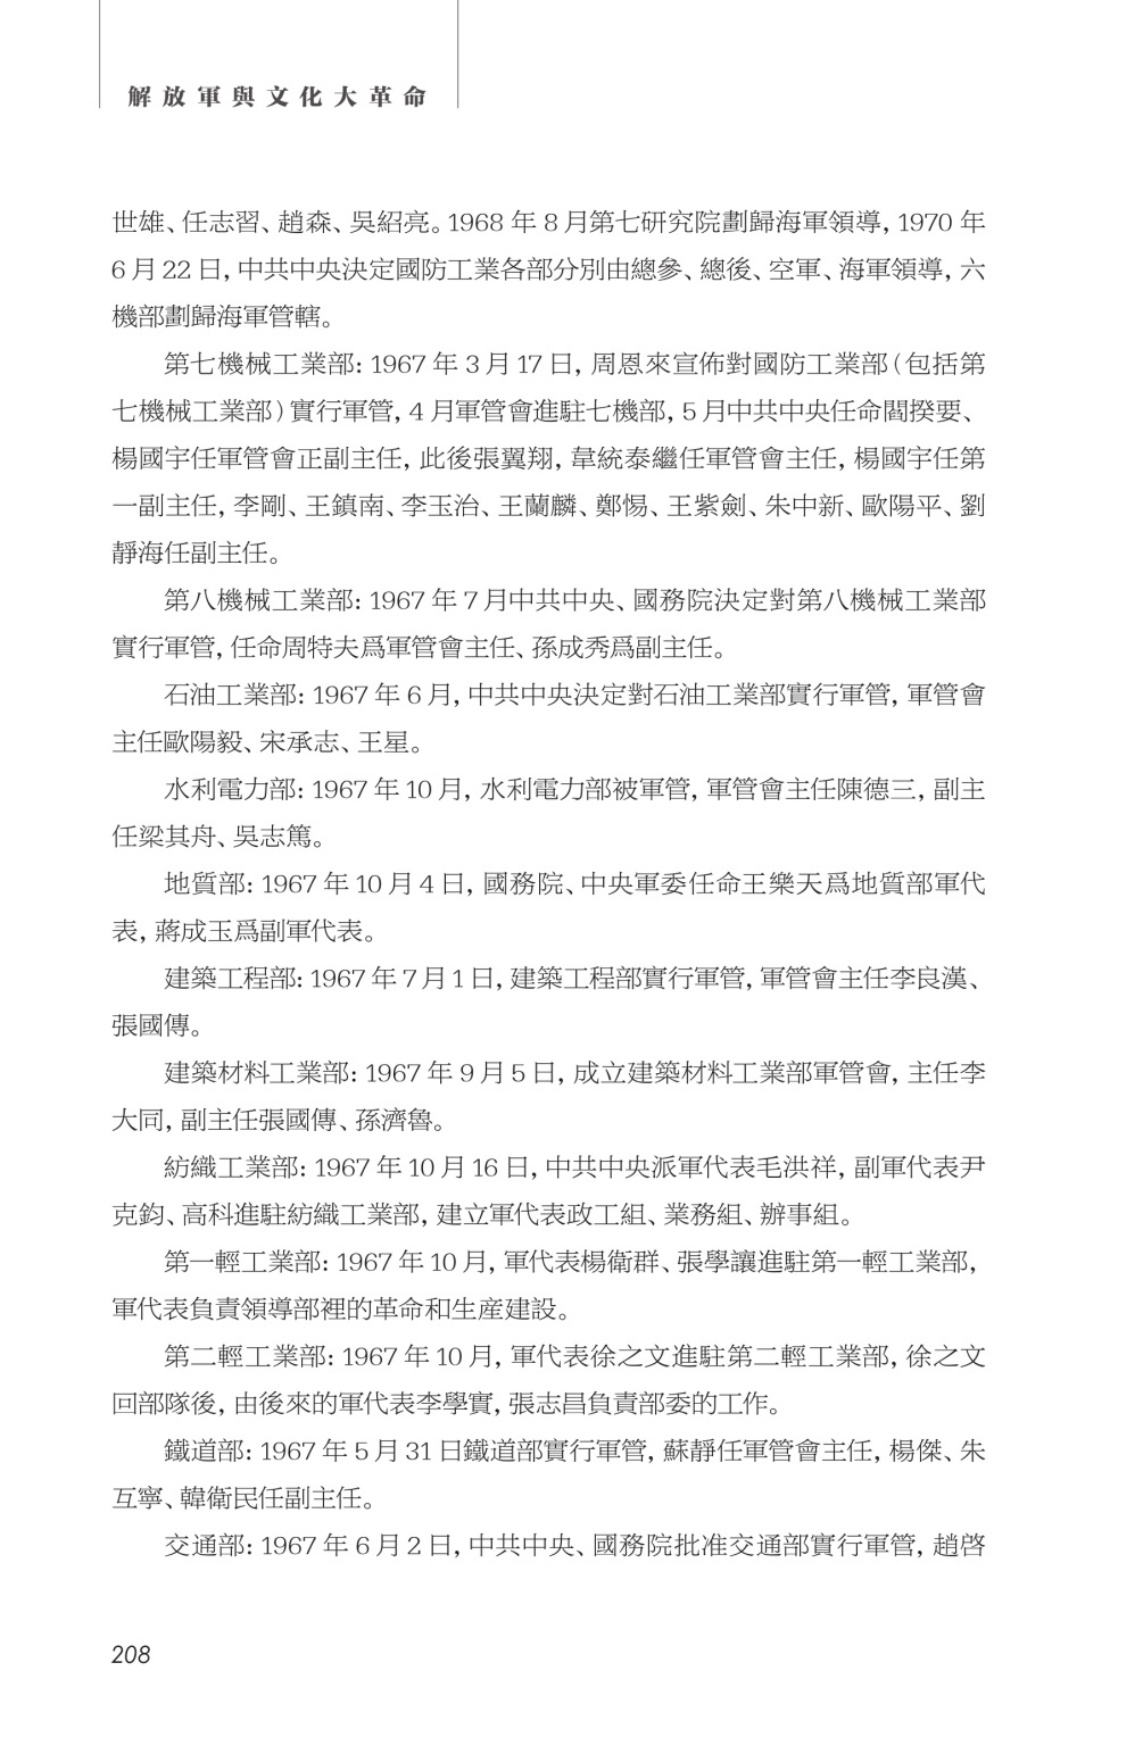 解放軍與文化大革命
世雄、任志習、趙森、吳紹亮。1968 年 8 月第七研究院劃歸海軍領導, 1970 年
6 月 22 日, 中共中央決定國防工業各部分別由總參、總後、空軍、海軍領導, 六
機部劃歸海軍管轄。
第七機械工業部: 1967 年 3 月 17 日, 周恩來宣佈對國防工業部 (包括第
七機械工業部) 實行軍管, 4 月軍管會進駐七機部, 5 月中共中央任命閻揆要、
楊國宇任軍管會正副主任, 此後張翼翔, 韋統泰繼任軍管會主任, 楊國宇任第
一副主任, 李剛、王鎮南、李玉治、王蘭麟、鄭惕、王紫劍、朱中新、歐陽平、劉
靜海任副主任。
第八機械工業部: 1967 年 7 月中共中央、國務院決定對第八機械工業部
實行軍管, 任命周特夫爲軍管會主任、孫成秀爲副主任。
石油工業部: 1967 年 6 月, 中共中央決定對石油工業部實行軍管, 軍管會
主任歐陽毅、宋承志、王星。
水利電力部: 1967 年 10 月, 水利電力部被軍管, 軍管會主任陳德三, 副主
任梁其舟、吳志篤。
地質部: 1967 年 10 月 4 日, 國務院、中央軍委任命王樂天爲地質部軍代
表, 蔣成玉爲副軍代表。
建築工程部: 1967 年 7 月 1 日, 建築工程部實行軍管, 軍管會主任李良漢、
張國傳。
建築材料工業部: 1967 年 9 月 5 日, 成立建築材料工業部軍管會, 主任李
大同, 副主任張國傳、孫濟魯。
紡織工業部: 1967 年 10 月 16 日, 中共中央派軍代表毛洪祥, 副軍代表尹
克鈞、高科進駐紡織工業部, 建立軍代表政工組、業務組、辦事組。
第一輕工業部: 1967 年 10 月, 軍代表楊衛群、張學讓進駐第一輕工業部,
軍代表負責領導部裡的革命和生産建設。
第二輕工業部: 1967 年 10 月, 軍代表徐之文進駐第二輕工業部, 徐之文
回部隊後, 由後來的軍代表李學實, 張志昌負責部委的工作。
鐵道部: 1967 年 5 月 31 日鐵道部實行軍管, 蘇靜任軍管會主任, 楊傑、朱
互寧、韓衛民任副主任。
交通部: 1967 年 6 月 2 日, 中共中央、國務院批准交通部實行軍管, 趙啓
208